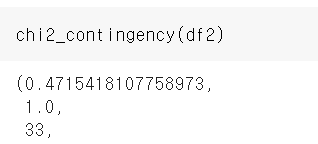 chi2_contingency(df2)
(0.4715418107758973,
1.0,
33,